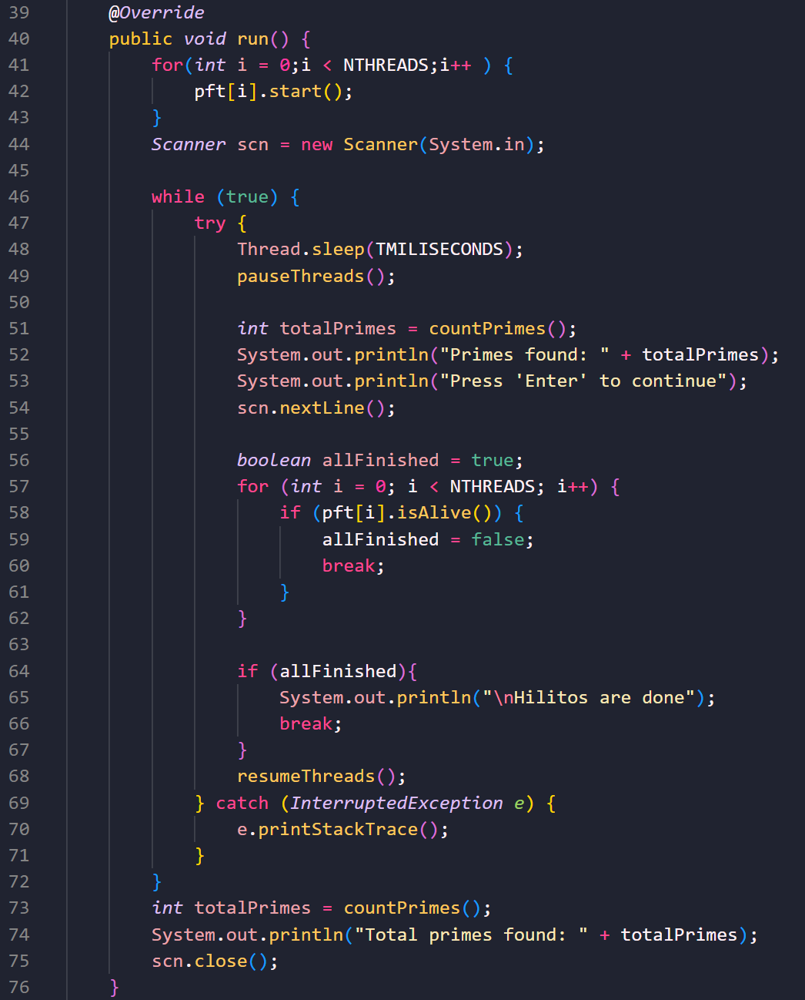 39 @Override
40 public void run() {
41 for(int i = 0;i < NTHREADS;i++ ) {
42 pft[i].start();
43 }
44 Scanner scn = new Scanner(System.in);
45
46 while (true) {
47 try {
48 Thread.sleep(TMILISECONDS);
49 pauseThreads();
50
51 int totalPrimes = countPrimes();
52 System.out.println("Primes found: " + totalPrimes);
53 System.out.println("Press 'Enter' to continue");
54 scn.nextLine();
55
56 boolean allFinished = true;
57 for (int i = 0; i < NTHREADS; i++) {
58 if (pft[i].isAlive()) {
59 allFinished = false;
60 break;
61 }
62 }
63
64 if (allFinished){
65 System.out.println("\nHilitos are done");
66 break;
67 }
68 resumeThreads();
69 } catch (InterruptedException e) {
70 e.printStackTrace();
71 }
72 }
73 int totalPrimes = countPrimes();
74 System.out.println("Total primes found: " + totalPrimes);
75 scn.close();
76 }